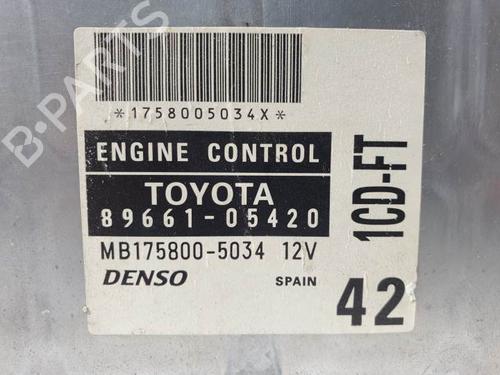 B-PARTS
*1758005034X*
ENGINE CONTROL
TOYOTA
89661-05420
MB175800-5034 12V
DENSO SPAIN
1CD-FT
42